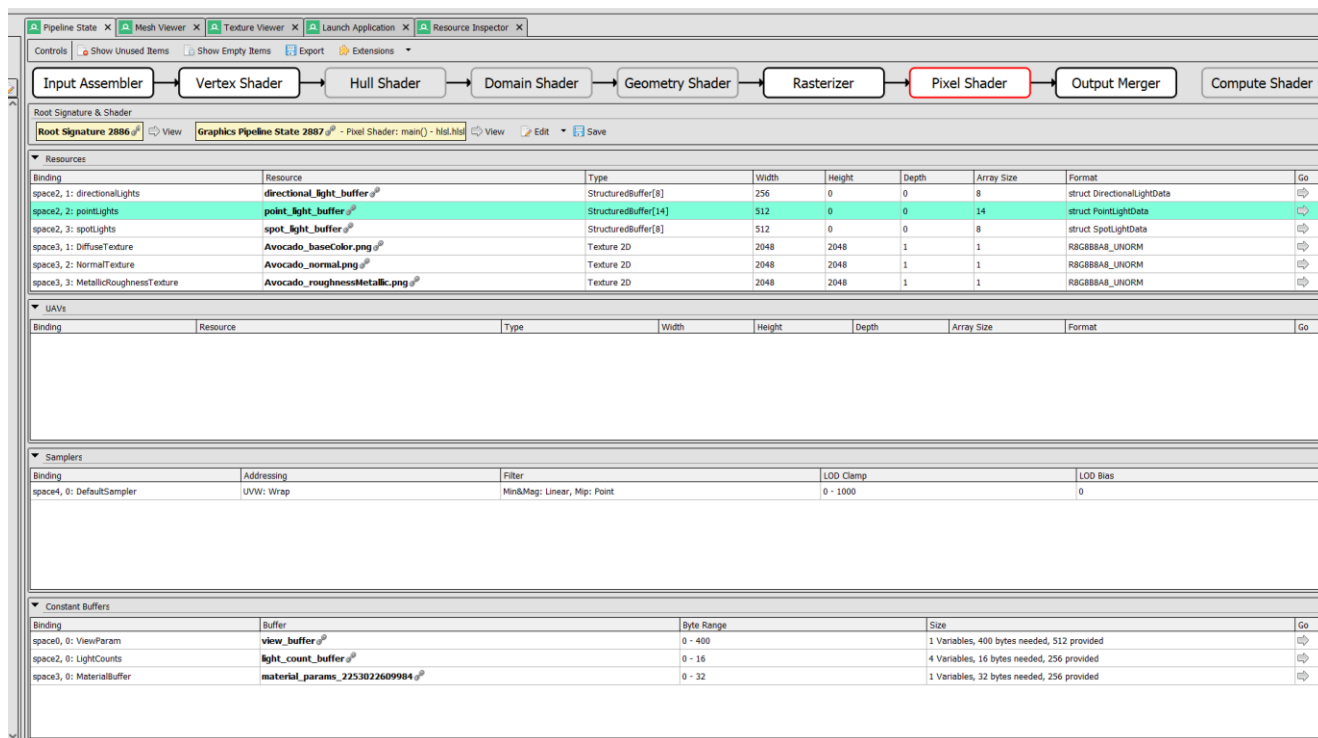 Pipeline State X Mesh Viewer X Texture Viewer X Launch Application X Resource Inspector X
Controls Show Unused Items Show Empty Items Export Extensions
Input Assembler Vertex Shader Hull Shader Domain Shader Geometry Shader Rasterizer Pixel Shader Output Merger Compute Shader
Root Signature & Shader
Root Signature 2886 View Graphics Pipeline State 2887 - Pixel Shader: main() - hlsl.hlsl View Edit Save
Resources
Binding Resource Type Width Height Depth Array Size Format Go
space2, 1: directionalLights directional_light_buffer StructuredBuffer[8] 256 0 0 8 struct DirectionalLightData
space2, 2: pointLights point_light_buffer StructuredBuffer[14] 512 0 0 14 struct PointLightData
space2, 3: spotLights spot_light_buffer StructuredBuffer[8] 512 0 0 8 struct SpotLightData
space3, 1: DiffuseTexture Avocado_baseColor.png Texture 2D 2048 2048 1 1 R8G8B8A8_UNORM
space3, 2: NormalTexture Avocado_normal.png Texture 2D 2048 2048 1 1 R8G8B8A8_UNORM
space3, 3: MetallicRoughnessTexture Avocado_roughnessMetallic.png Texture 2D 2048 2048 1 1 R8G8B8A8_UNORM
UAVs
Binding Resource Type Width Height Depth Array Size Format Go
Samplers
Binding Addressing Filter LOD Clamp LOD Bias
space4, 0: DefaultSampler UVW: Wrap Min&Mag: Linear, Mip: Point 0 - 1000 0
Constant Buffers
Binding Buffer Byte Range Size Go
space0, 0: ViewParam view_buffer 0 - 400 1 Variables, 400 bytes needed, 512 provided
space2, 0: LightCounts light_count_buffer 0 - 16 4 Variables, 16 bytes needed, 256 provided
space3, 0: MaterialBuffer material_params_2253022609984 0 - 32 1 Variables, 32 bytes needed, 256 provided